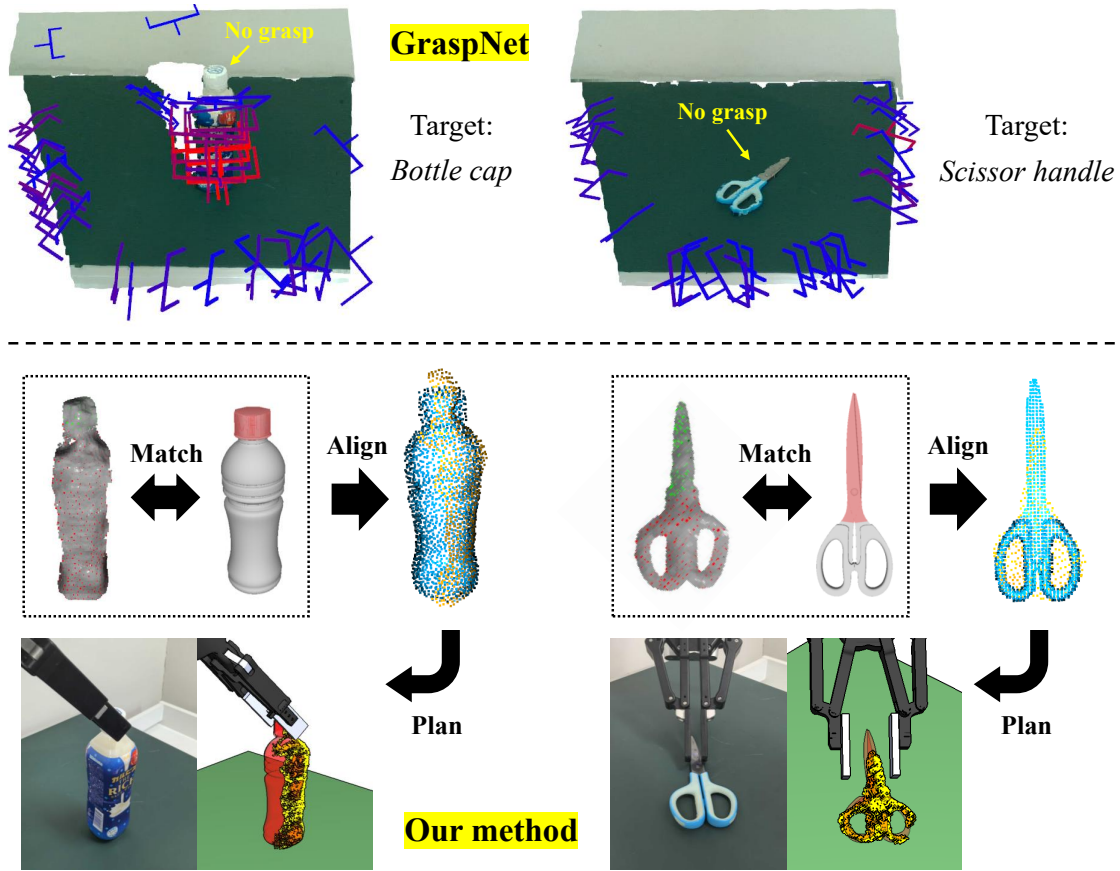 No grasp
GraspNet
Target:
Bottle cap
No grasp
Target:
Scissor handle
Match
Align
Match
Align
Plan
Plan
RICH
Our method